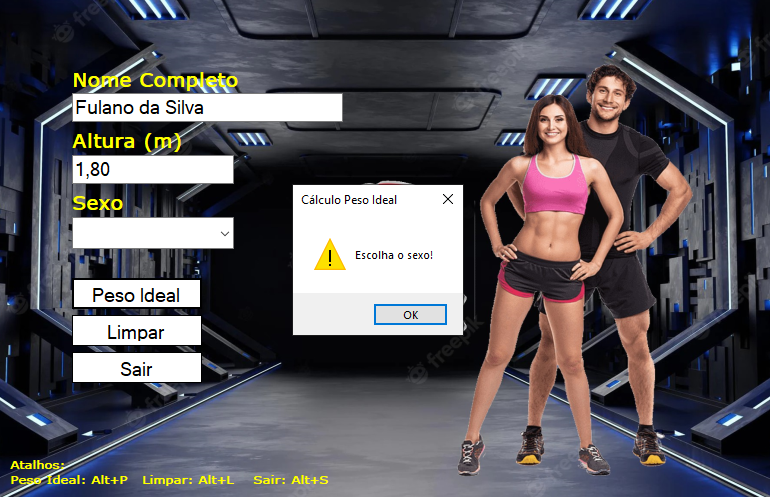 Nome Completo
Fulano da Silva
Altura (m)
1,80
Sexo
Cálculo Peso Ideal
Escolha o sexo!
OK
Peso Ideal
Limpar
Sair
freepik
Atalhos:
Peso Ideal: Alt+P Limpar: Alt+L Sair: Alt+S